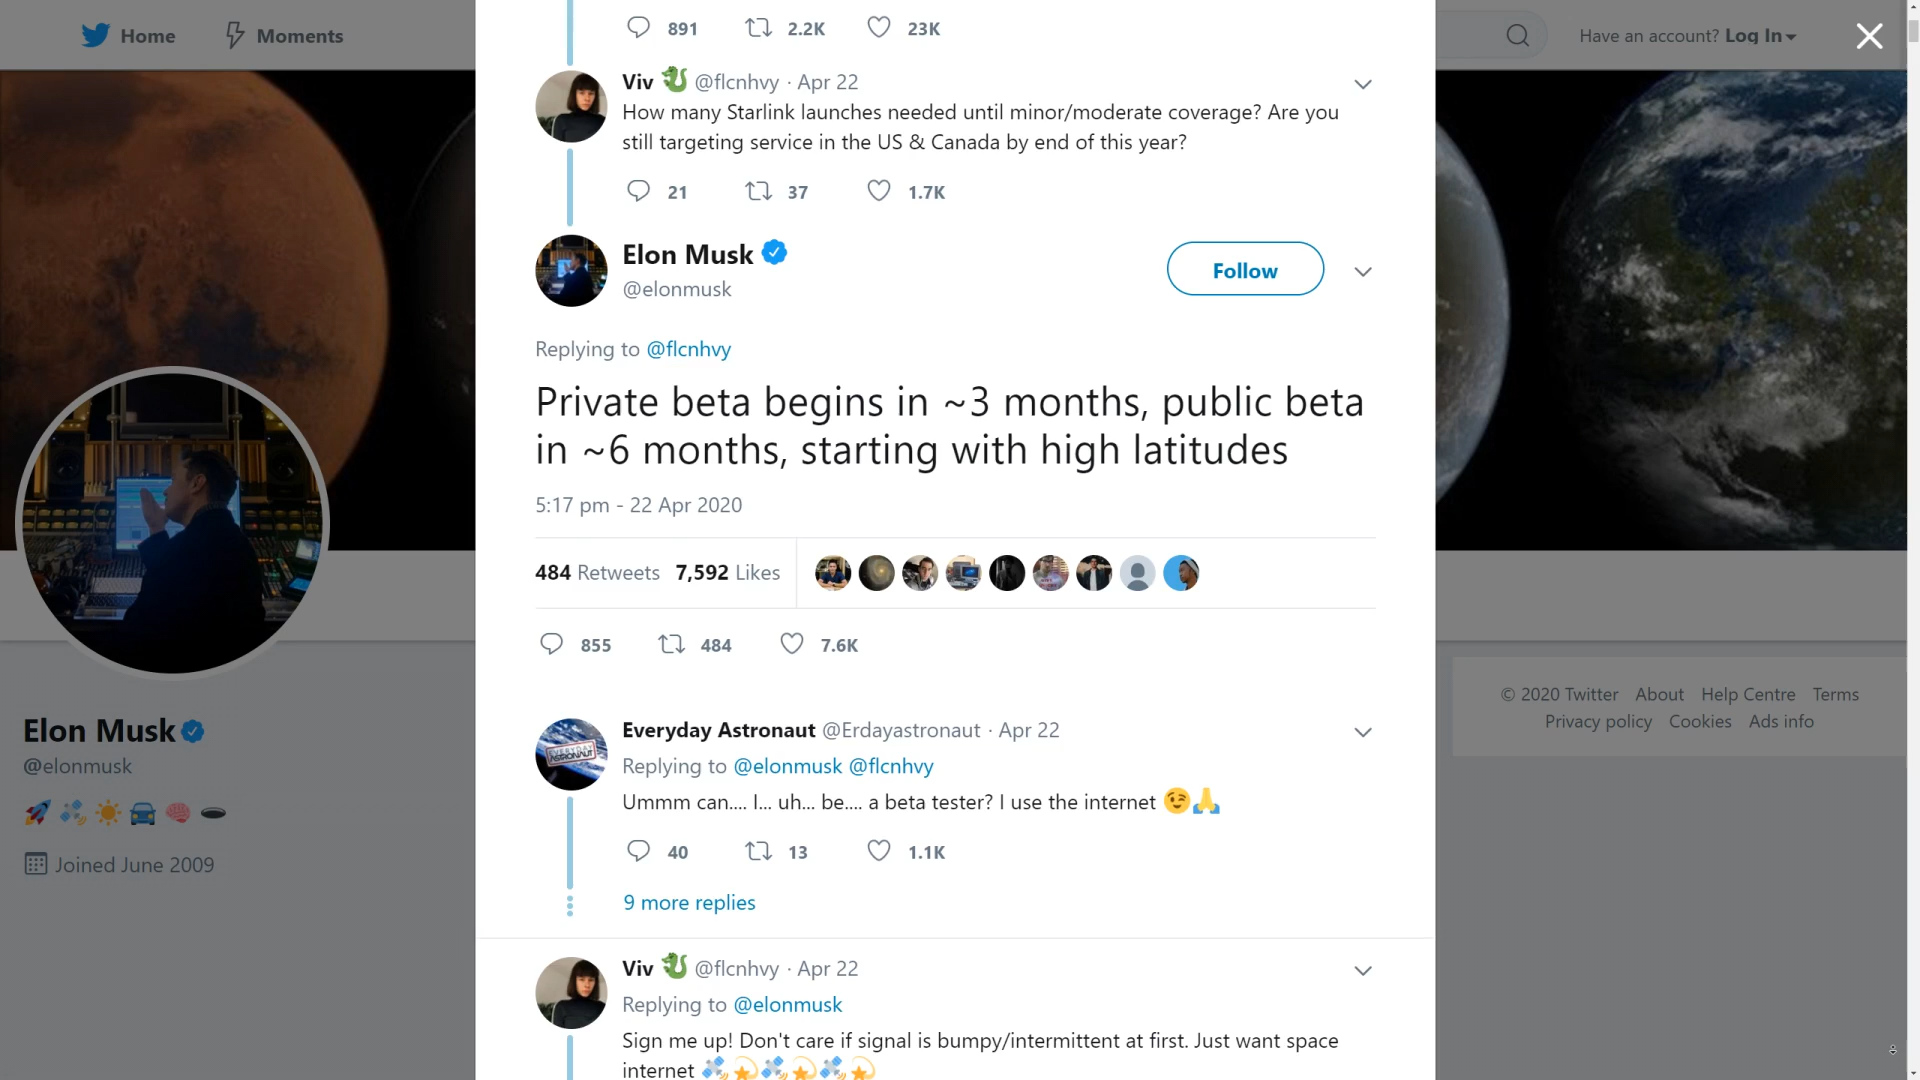 Home
Moments
Have an account? Log In
891 2.2K 23K
Viv @flcnhvy · Apr 22
How many Starlink launches needed until minor/moderate coverage? Are you
still targeting service in the US & Canada by end of this year?
21 37 1.7K
Elon Musk
@elonmusk
Follow
Replying to @flcnhvy
Private beta begins in ~3 months, public beta
in ~6 months, starting with high latitudes
5:17 pm - 22 Apr 2020
484 Retweets 7,592 Likes
855 484 7.6K
Everyday Astronaut @Erdayastronaut · Apr 22
Replying to @elonmusk @flcnhvy
Ummm can.... I... uh... be.... a beta tester? I use the internet 😉🙏
40 13 1.1K
9 more replies
Viv @flcnhvy · Apr 22
Replying to @elonmusk
Sign me up! Don't care if signal is bumpy/intermittent at first. Just want space
internet 🛰️💫🛰️💫🛰️💫
Elon Musk
@elonmusk
Joined June 2009
© 2020 Twitter About Help Centre Terms
Privacy policy Cookies Ads info
EVERYDAY
ASTRONAUT